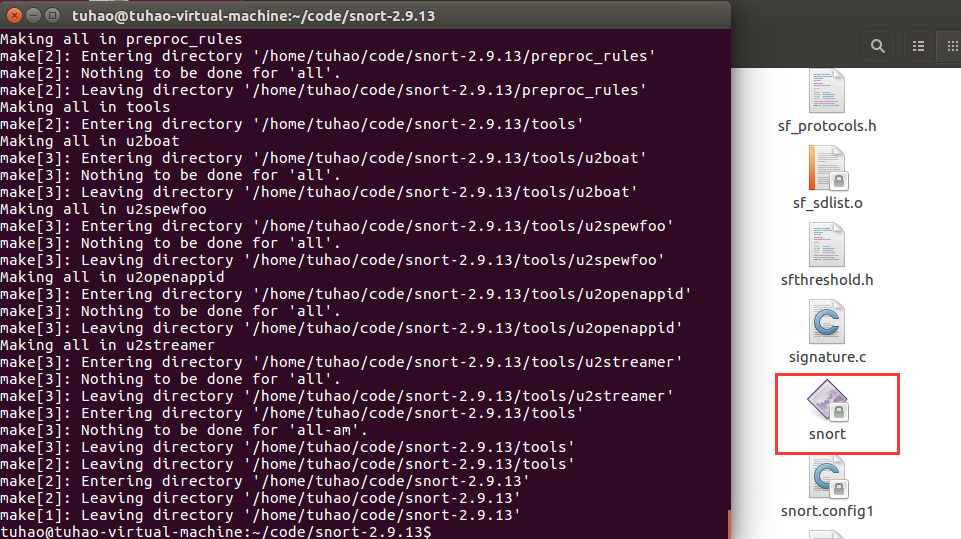 tuhao@tuhao-virtual-machine:~/code/snort-2.9.13
Making all in preproc_rules
make[2]: Entering directory '/home/tuhao/code/snort-2.9.13/preproc_rules'
make[2]: Nothing to be done for 'all'.
make[2]: Leaving directory '/home/tuhao/code/snort-2.9.13/preproc_rules'
Making all in tools
make[2]: Entering directory '/home/tuhao/code/snort-2.9.13/tools'
Making all in u2boat
make[3]: Entering directory '/home/tuhao/code/snort-2.9.13/tools/u2boat'
make[3]: Nothing to be done for 'all'.
make[3]: Leaving directory '/home/tuhao/code/snort-2.9.13/tools/u2boat'
Making all in u2spewfoo
make[3]: Entering directory '/home/tuhao/code/snort-2.9.13/tools/u2spewfoo'
make[3]: Nothing to be done for 'all'.
make[3]: Leaving directory '/home/tuhao/code/snort-2.9.13/tools/u2spewfoo'
Making all in u2openappid
make[3]: Entering directory '/home/tuhao/code/snort-2.9.13/tools/u2openappid'
make[3]: Nothing to be done for 'all'.
make[3]: Leaving directory '/home/tuhao/code/snort-2.9.13/tools/u2openappid'
Making all in u2streamer
make[3]: Entering directory '/home/tuhao/code/snort-2.9.13/tools/u2streamer'
make[3]: Nothing to be done for 'all'.
make[3]: Leaving directory '/home/tuhao/code/snort-2.9.13/tools/u2streamer'
make[3]: Entering directory '/home/tuhao/code/snort-2.9.13/tools'
make[3]: Nothing to be done for 'all-am'.
make[3]: Leaving directory '/home/tuhao/code/snort-2.9.13/tools'
make[2]: Leaving directory '/home/tuhao/code/snort-2.9.13/tools'
make[2]: Entering directory '/home/tuhao/code/snort-2.9.13'
make[2]: Leaving directory '/home/tuhao/code/snort-2.9.13'
make[1]: Leaving directory '/home/tuhao/code/snort-2.9.13'
tuhao@tuhao-virtual-machine:~/code/snort-2.9.13$
sf_protocols.h
sf_sdlist.o
sfthreshold.h
signature.c
snort
snort.config1